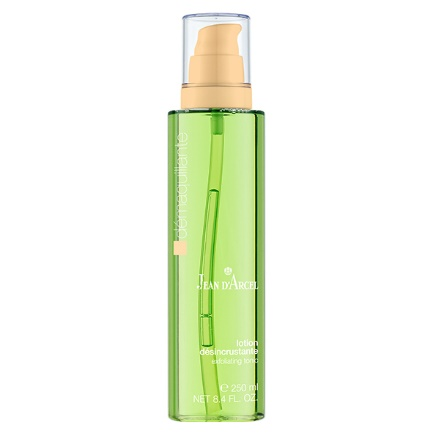 démaquillante
JEAN D'ARCEL
lotion
désincrustante
exfoliating tonic
℮ 250 ml
NET 8.4 FL. OZ.